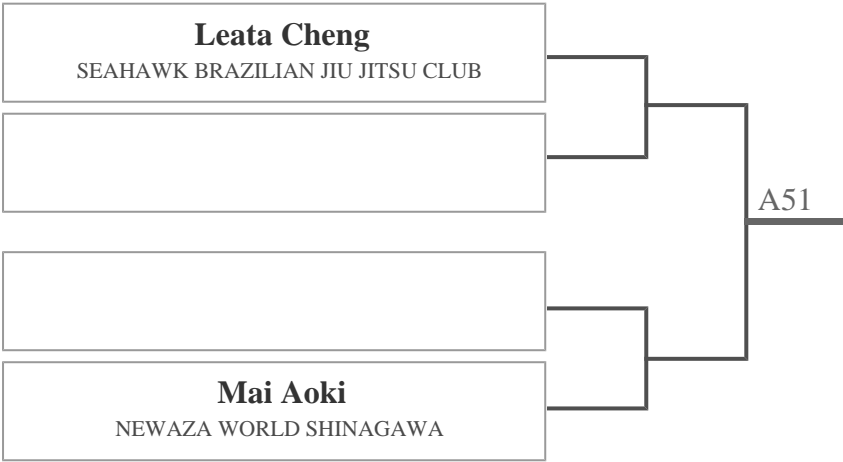 Leata Cheng
SEAHAWK BRAZILIAN JIU JITSU CLUB
A51
Mai Aoki
NEWAZA WORLD SHINAGAWA